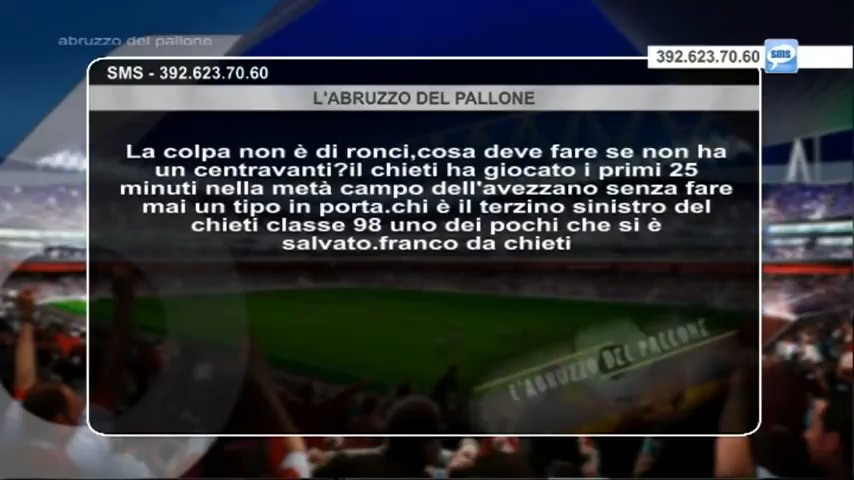 abruzzo del pallone
392.623.70.60
sms
SMS - 392.623.70.60
L'ABRUZZO DEL PALLONE
La colpa non è di ronci,cosa deve fare se non ha
un centravanti?il chieti ha giocato i primi 25
minuti nella metà campo dell'avezzano senza fare
mai un tipo in porta.chi è il terzino sinistro del
chieti classe 98 uno dei pochi che si è
salvato.franco da chieti
L'ABRUZZO DEL PALLONE